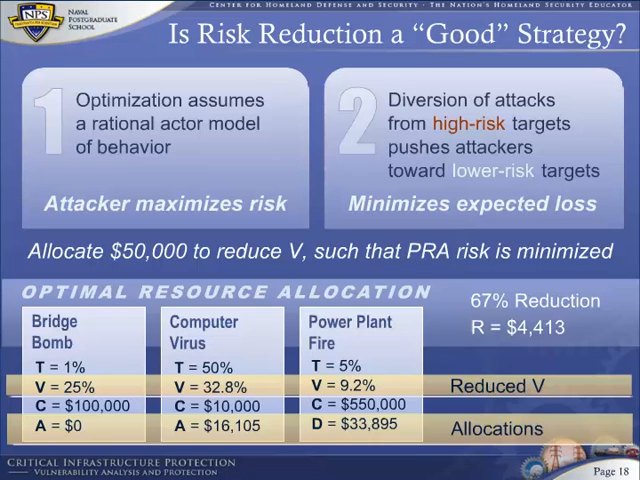 CENTER FOR HOMELAND DEFENSE AND SECURITY · THE NATION'S HOMELAND SECURITY EDUCATOR
NPS
NAVAL
POSTGRADUATE
SCHOOL
Is Risk Reduction a “Good” Strategy?
1
Optimization assumes
a rational actor model
of behavior
Attacker maximizes risk
2
Diversion of attacks
from high-risk targets
pushes attackers
toward lower-risk targets
Minimizes expected loss
Allocate $50,000 to reduce V, such that PRA risk is minimized
OPTIMAL RESOURCE ALLOCATION
67% Reduction
R = $4,413
Bridge
Bomb
T = 1%
V = 25%
C = $100,000
A = $0
Computer
Virus
T = 50%
V = 32.8%
C = $10,000
A = $16,105
Power Plant
Fire
T = 5%
V = 9.2%
C = $550,000
D = $33,895
Reduced V
Allocations
CRITICAL INFRASTRUCTURE PROTECTION
VULNERABILITY ANALYSIS AND PROTECTION
Page 18